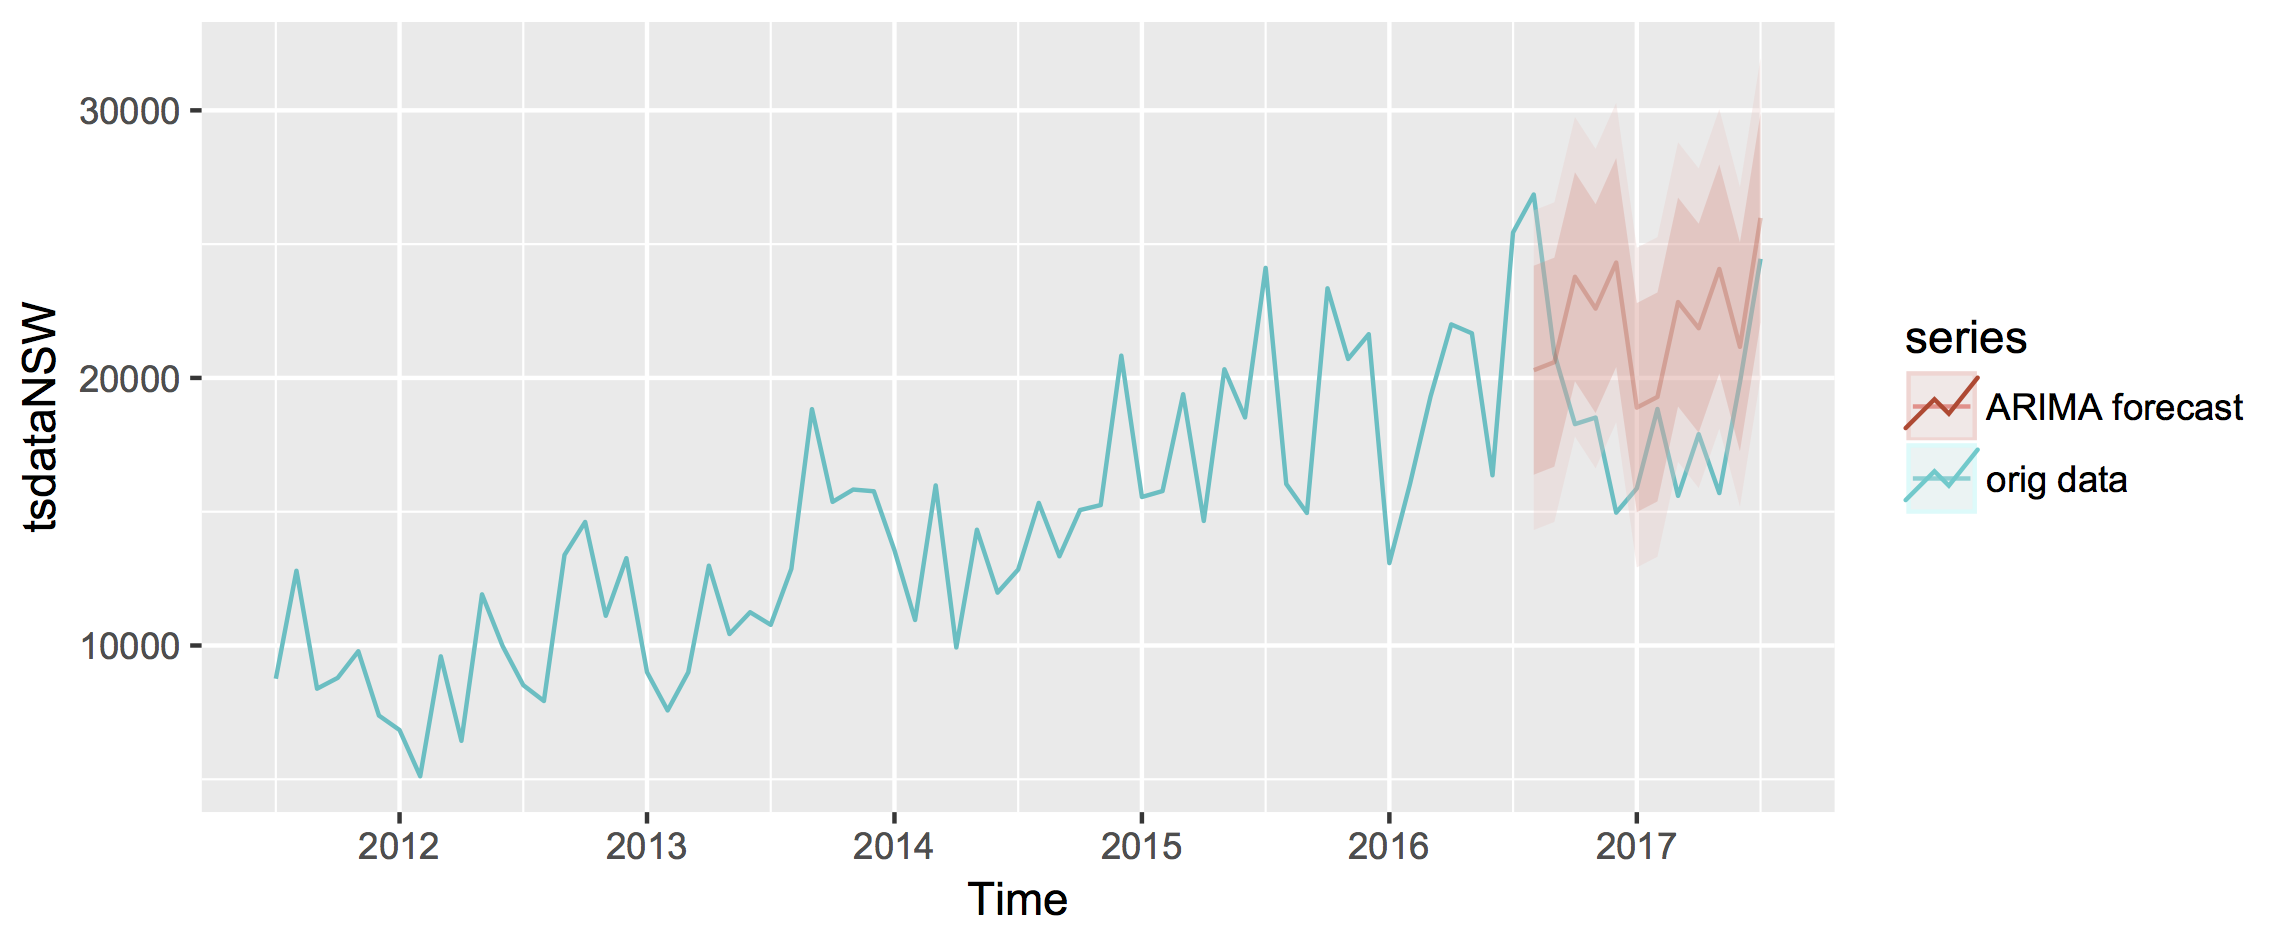 30000
20000
10000
tsdataNSW
2012 2013 2014 2015 2016 2017
Time
series
ARIMA forecast
orig data